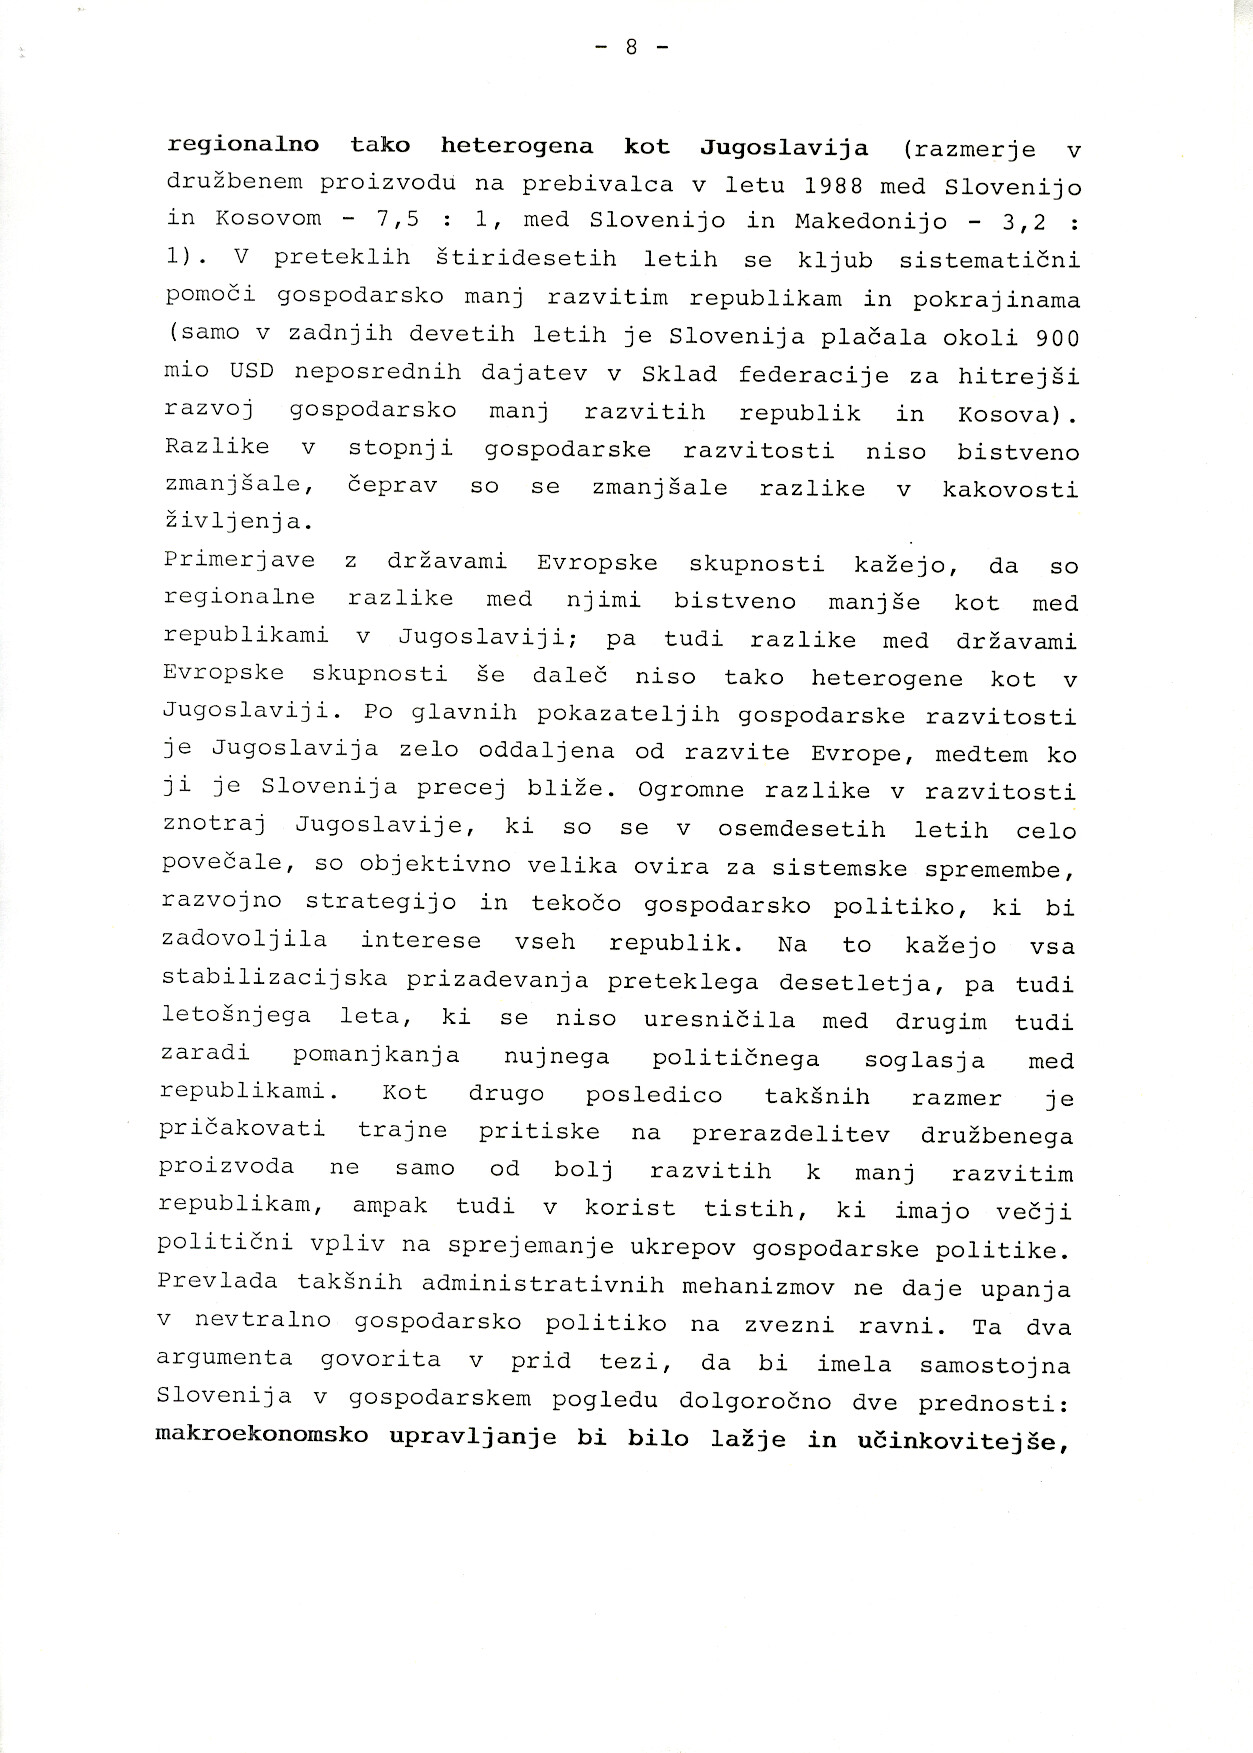 - 8 -
regionalno tako heterogena kot Jugoslavija (razmerje v
družbenem proizvodu na prebivalca v letu 1988 med Slovenijo
in Kosovom - 7,5 : 1, med Slovenijo in Makedonijo - 3,2 :
1). V preteklih štiridesetih letih se kljub sistematični
pomoči gospodarsko manj razvitim republikam in pokrajinama
(samo v zadnjih devetih letih je Slovenija plačala okoli 900
mio USD neposrednih dajatev v Sklad federacije za hitrejši
razvoj gospodarsko manj razvitih republik in Kosova).
Razlike v stopnji gospodarske razvitosti niso bistveno
zmanjšale, čeprav so se zmanjšale razlike v kakovosti
življenja.
Primerjave z državami Evropske skupnosti kažejo, da so
regionalne razlike med njimi bistveno manjše kot med
republikami v Jugoslaviji; pa tudi razlike med državami
Evropske skupnosti še daleč niso tako heterogene kot v
Jugoslaviji. Po glavnih pokazateljih gospodarske razvitosti
je Jugoslavija zelo oddaljena od razvite Evrope, medtem ko
ji je Slovenija precej bliže. Ogromne razlike v razvitosti
znotraj Jugoslavije, ki so se v osemdesetih letih celo
povečale, so objektivno velika ovira za sistemske spremembe,
razvojno strategijo in tekočo gospodarsko politiko, ki bi
zadovoljila interese vseh republik. Na to kažejo vsa
stabilizacijska prizadevanja preteklega desetletja, pa tudi
letošnjega leta, ki se niso uresničila med drugim tudi
zaradi pomanjkanja nujnega političnega soglasja med
republikami. Kot drugo posledico takšnih razmer je
pričakovati trajne pritiske na prerazdelitev družbenega
proizvoda ne samo od bolj razvitih k manj razvitim
republikam, ampak tudi v korist tistih, ki imajo večji
politični vpliv na sprejemanje ukrepov gospodarske politike.
Prevlada takšnih administrativnih mehanizmov ne daje upanja
v nevtralno gospodarsko politiko na zvezni ravni. Ta dva
argumenta govorita v prid tezi, da bi imela samostojna
Slovenija v gospodarskem pogledu dolgoročno dve prednosti:
makroekonomsko upravljanje bi bilo lažje in učinkovitejše,